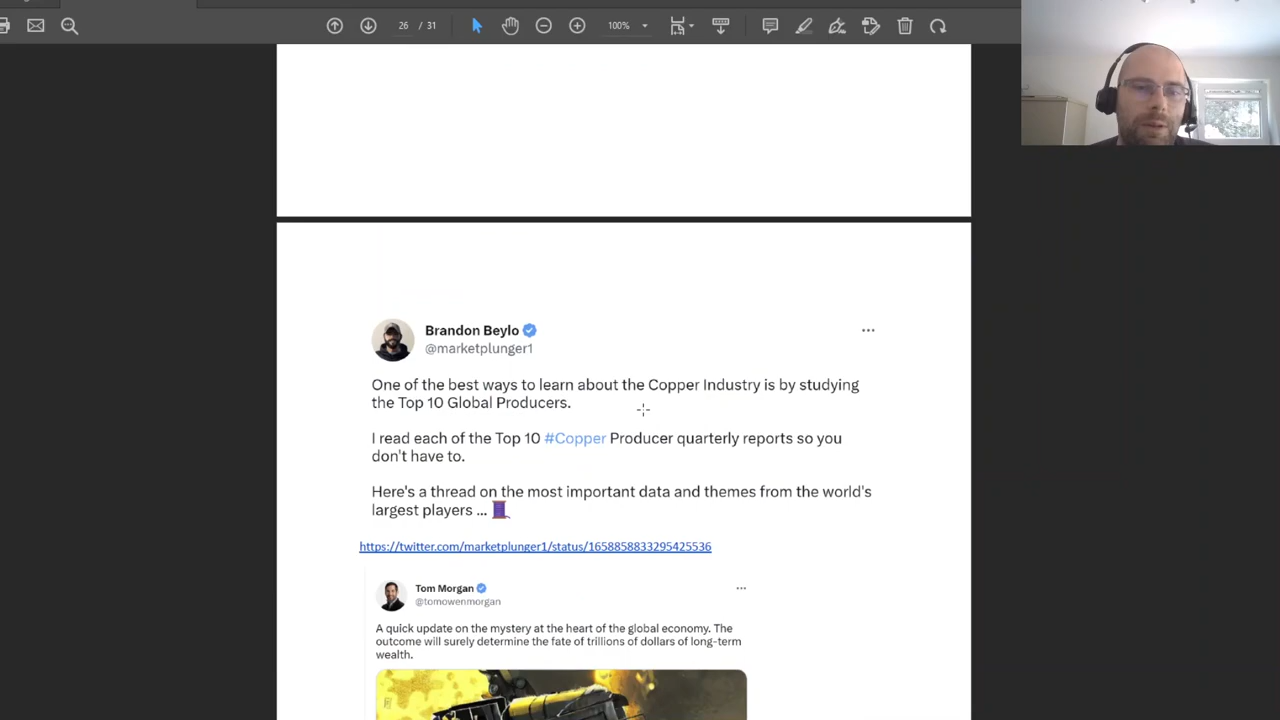 26 / 31
100%
Brandon Beylo
@marketplunger1
One of the best ways to learn about the Copper Industry is by studying
the Top 10 Global Producers.
I read each of the Top 10 #Copper Producer quarterly reports so you
don't have to.
Here's a thread on the most important data and themes from the world's
largest players ...
https://twitter.com/marketplunger1/status/1658858833295425536
Tom Morgan
@tomowenmorgan
A quick update on the mystery at the heart of the global economy. The
outcome will surely determine the fate of trillions of dollars of long-term
wealth.